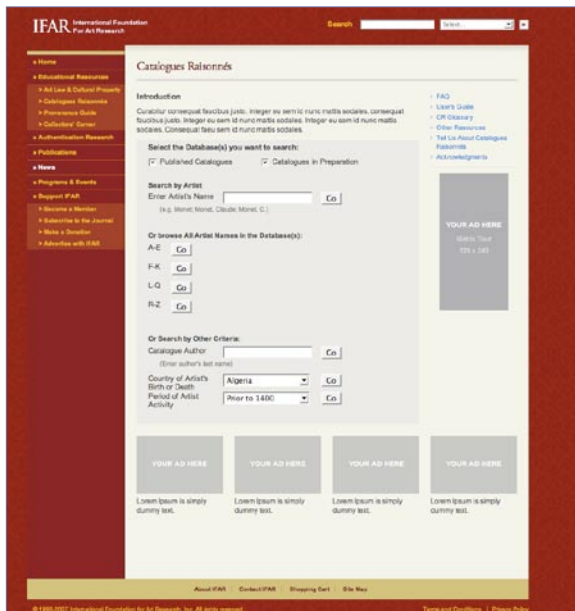 IFAR International Foundation
For Art Research
Search
Select...
» Home
» Educational Resources
> Art Law & Cultural Property
> Catalogues Raisonnés
> Provenance Guide
> Collectors' Corner
» Authentication Research
» Publications
» News
» Programs & Events
» Support IFAR
> Become a Member
> Subscribe to the Journal
> Make a Donation
> Advertise with IFAR
Catalogues Raisonnés
Introduction
Curabitur consequat faucibus justo. Integer eu sem id nunc mattis sodales, consequat
faucibus justo. Integer eu sem id nunc mattis sodales. Integer eu sem id nunc mattis
sodales. Consequat
sem id nunc mattis sodales.
Select the Database(s) you want to search:
Published Catalogues
Catalogues in Preparation
Search by Artist
Enter Artist's Name
Go
(e.g. Monet; Monet, Claude; Monet, C.)
Or browse All Artist Names in the Database(s):
A-E Go
F-K Go
L-Q Go
R-Z Go
Or Search by Other Criteria:
Catalogue Author
Go
(Enter author's last name)
Country of Artist's
Birth or Death
Algeria
Go
Period of Artist
Activity
Prior to 1400
Go
FAQ
User's Guide
CR Glossary
Other Resources
Tell Us About Catalogues
Raisonnés
Acknowledgments
YOUR AD HERE
YOUR AD HERE
YOUR AD HERE
YOUR AD HERE
YOUR AD HERE
Lorem Ipsum is simply
dummy text.
Lorem Ipsum is simply
dummy text.
Lorem Ipsum is simply
dummy text.
Lorem Ipsum is simply
dummy text.
About IFAR | Contact IFAR | Shopping Cart | Site Map
International Foundation for Art Research, Inc. All rights reserved.
Terms and Conditions | Privacy Policy